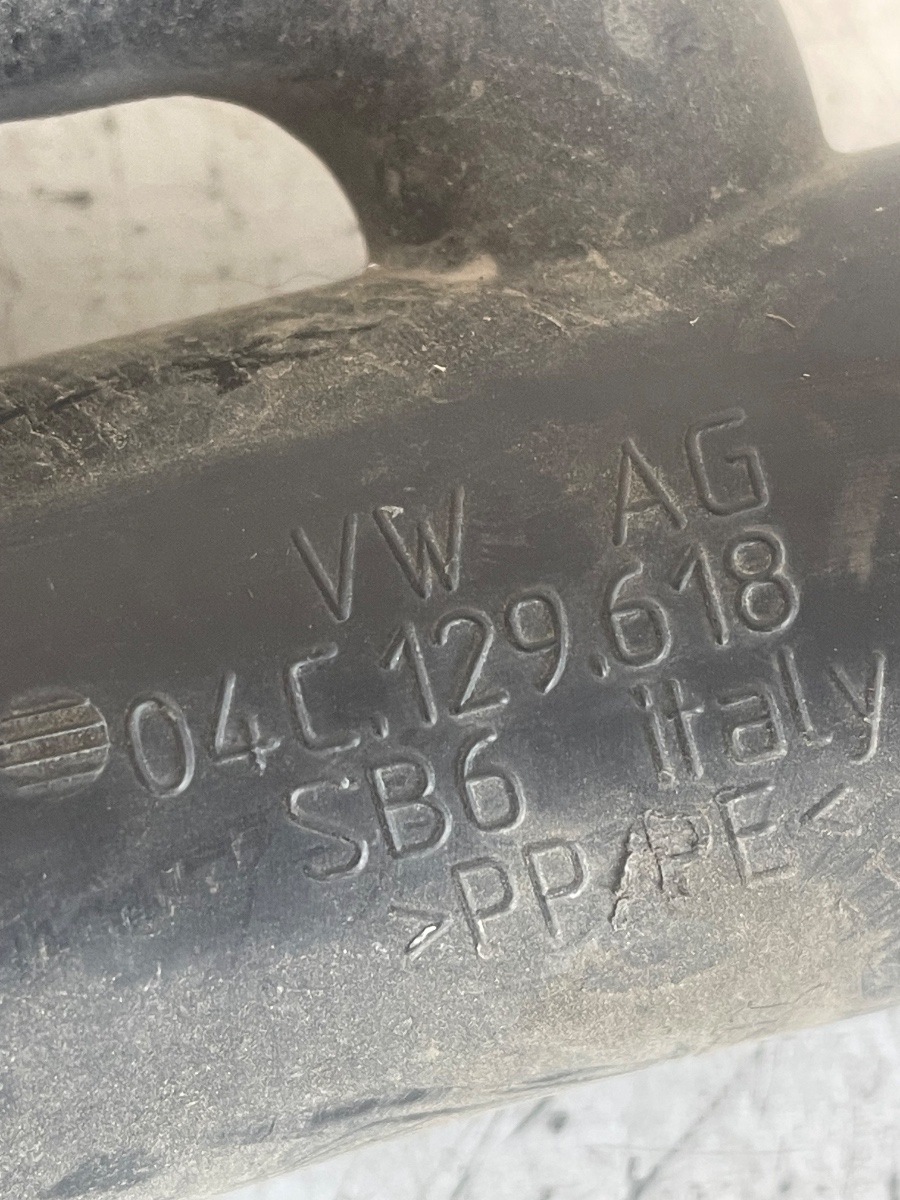 VW AG
04C.129.618
SB6 italy
>PP/PE<